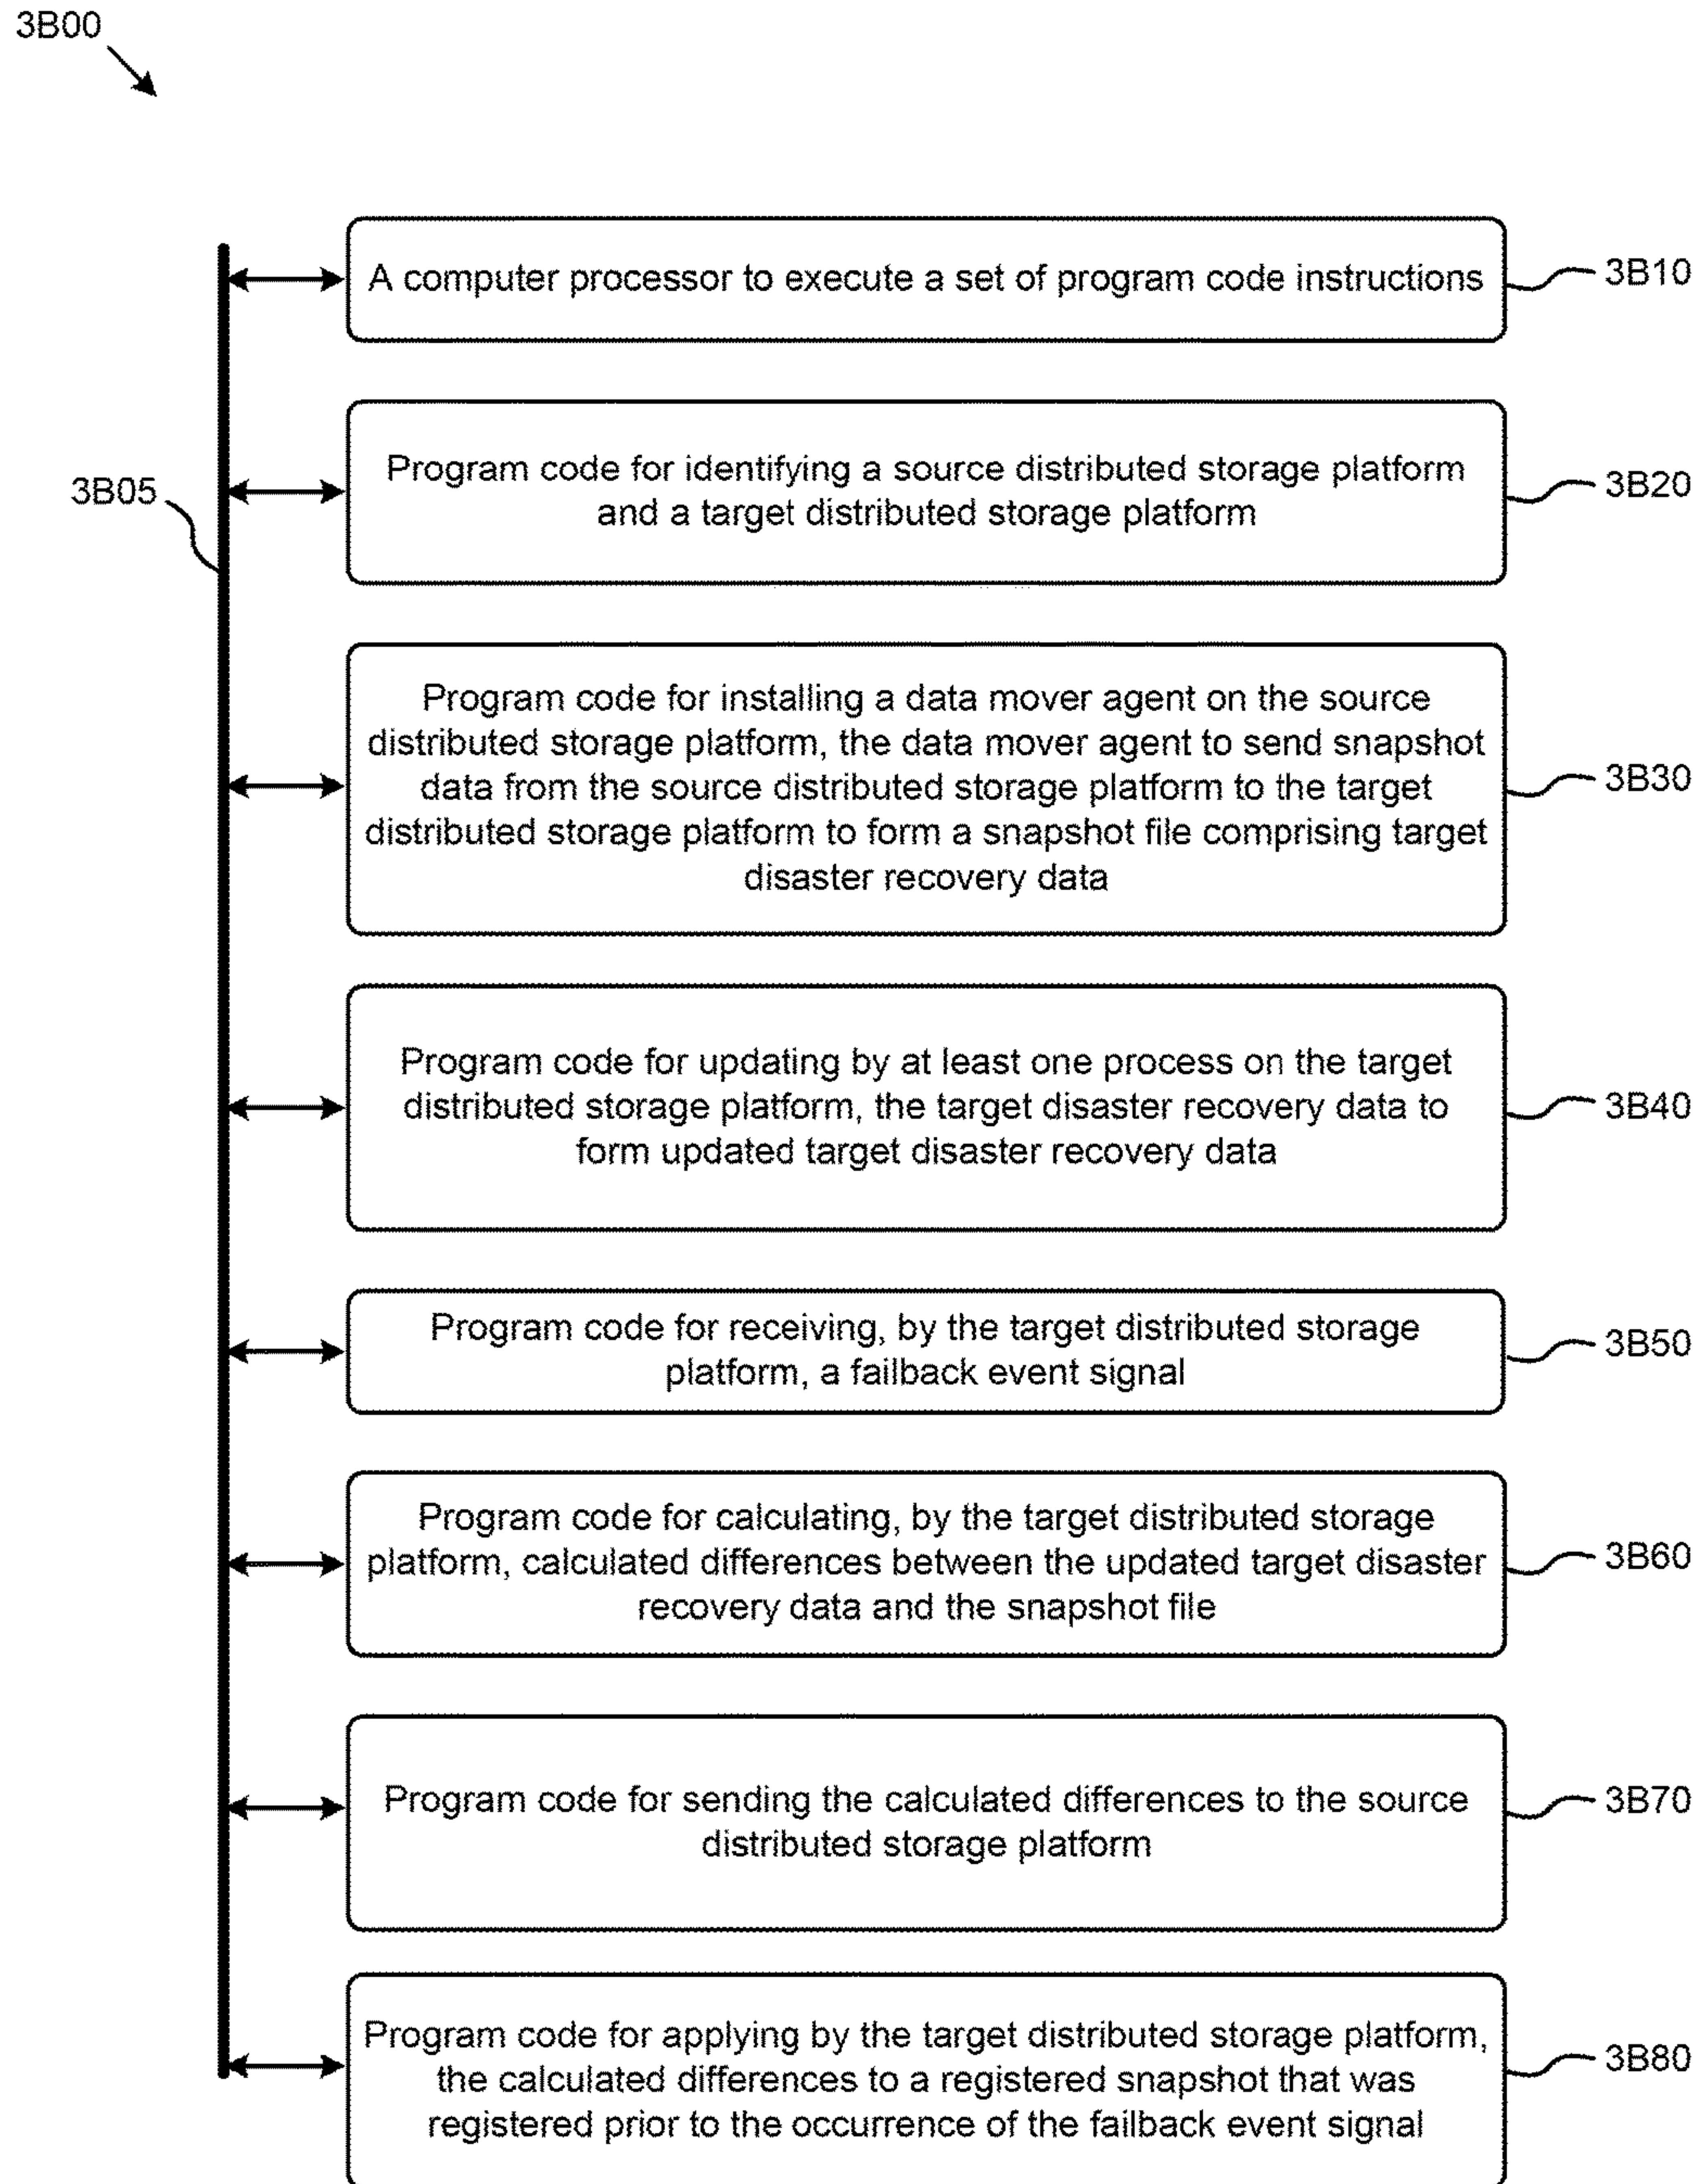 3B00
A computer processor to execute a set of program code instructions
3B10
Program code for identifying a source distributed storage platform
and a target distributed storage platform
3B20
3B05
Program code for installing a data mover agent on the source
distributed storage platform, the data mover agent to send snapshot
data from the source distributed storage platform to the target
distributed storage platform to form a snapshot file comprising target
disaster recovery data
3B30
Program code for updating by at least one process on the target
distributed storage platform, the target disaster recovery data to
form updated target disaster recovery data
3B40
Program code for receiving, by the target distributed storage
platform, a failback event signal
3B50
Program code for calculating, by the target distributed storage
platform, calculated differences between the updated target disaster
recovery data and the snapshot file
3B60
Program code for sending the calculated differences to the source
distributed storage platform
3B70
Program code for applying by the target distributed storage platform,
the calculated differences to a registered snapshot that was
registered prior to the occurrence of the failback event signal
3B80